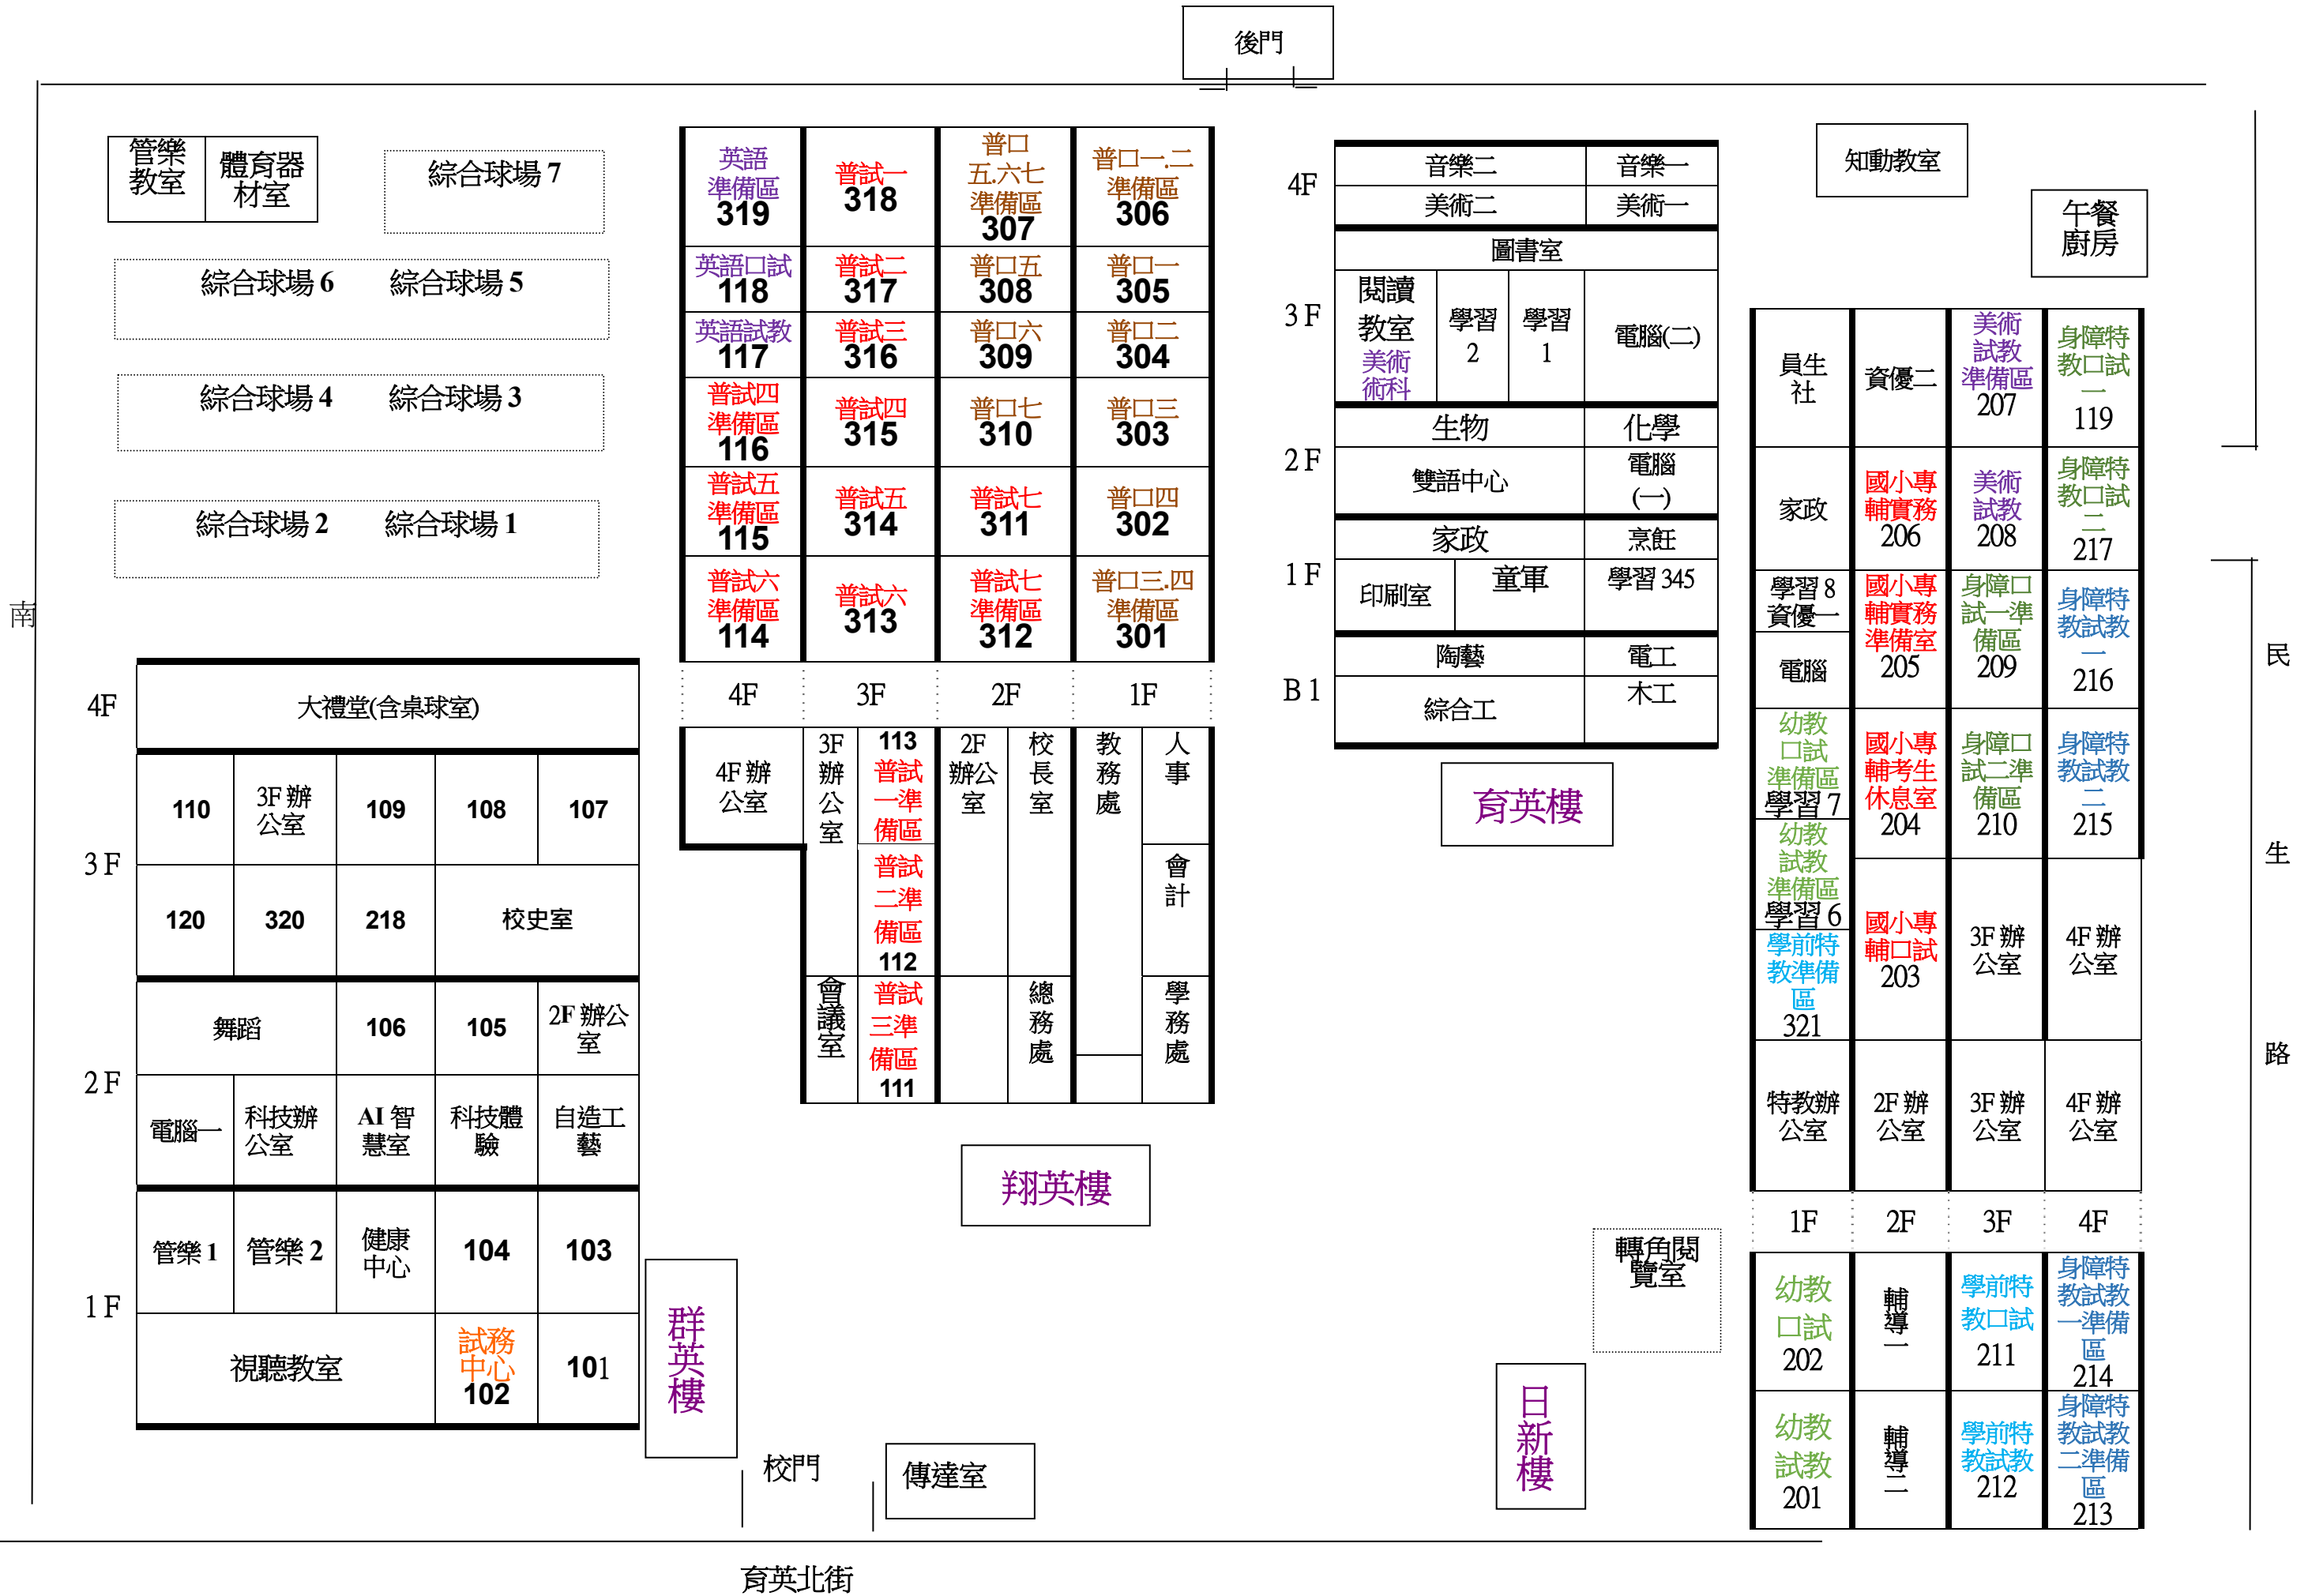 後門
管樂
教室
體育器
材室
綜合球場 7
綜合球場 6
綜合球場 5
綜合球場 4
綜合球場 3
綜合球場 2
綜合球場 1
南
英語
準備區
319
普試一
318
普口
五.六七
準備區
307
普口一.二
準備區
306
英語口試
118
普試二
317
普口五
308
普口一
305
英語試教
117
普試三
316
普口六
309
普口二
304
普試四
準備區
116
普試四
315
普口七
310
普口三
303
普試五
準備區
115
普試五
314
普試七
311
普口四
302
普試六
準備區
114
普試六
313
普試七
準備區
312
普口三.四
準備區
301
4F
3F
2F
1F
4F 辦
公室
3F
辦
公
室
113
普試
一準
備區
普試
二準
備區
112
會
議
室
普試
三準
備區
111
2F
辦公
室
校
長
室
總
務
處
教
務
處
人
事
會
計
學
務
處
翔英樓
4F
大禮堂(含桌球室)
3F
110
3F 辦
公室
109
108
107
120
320
218
校史室
2F
舞蹈
106
105
2F 辦公
室
電腦一
科技辦
公室
AI 智
慧室
科技體
驗
自造工
藝
1F
管樂 1
管樂 2
健康
中心
104
103
視聽教室
試務
中心
102
101
群
英
樓
校門
傳達室
育英北街
4F
音樂二
音樂一
美術二
美術一
3F
圖書室
閱讀
教室
美術
術科
學習
2
學習
1
電腦(二)
2F
生物
化學
雙語中心
電腦
(一)
1F
家政
烹飪
印刷室
童軍
學習 345
B1
陶藝
電工
綜合工
木工
育英樓
知動教室
午餐
廚房
員生
社
資優二
美術
試教
準備區
207
身障特
教口試
一
119
家政
國小專
輔實務
206
美術
試教
208
身障特
教口試
二
217
學習 8
資優一
電腦
國小專
輔實務
準備室
205
身障口
試一準
備區
209
身障特
教試教
一
216
幼教
口試
準備區
學習 7
國小專
輔考生
休息室
204
身障口
試二準
備區
210
身障特
教試教
二
215
幼教
試教
準備區
學習 6
學前特
教準備
區
321
國小專
輔口試
203
3F 辦
公室
4F 辦
公室
特教辦
公室
2F 辦
公室
3F 辦
公室
4F 辦
公室
1F
2F
3F
4F
幼教
口試
202
輔
導
一
學前特
教口試
211
身障特
教試教
一準備
區
214
幼教
試教
201
輔
導
二
學前特
教試教
212
身障特
教試教
二準備
區
213
轉角閱
覽室
日
新
樓
民
生
路